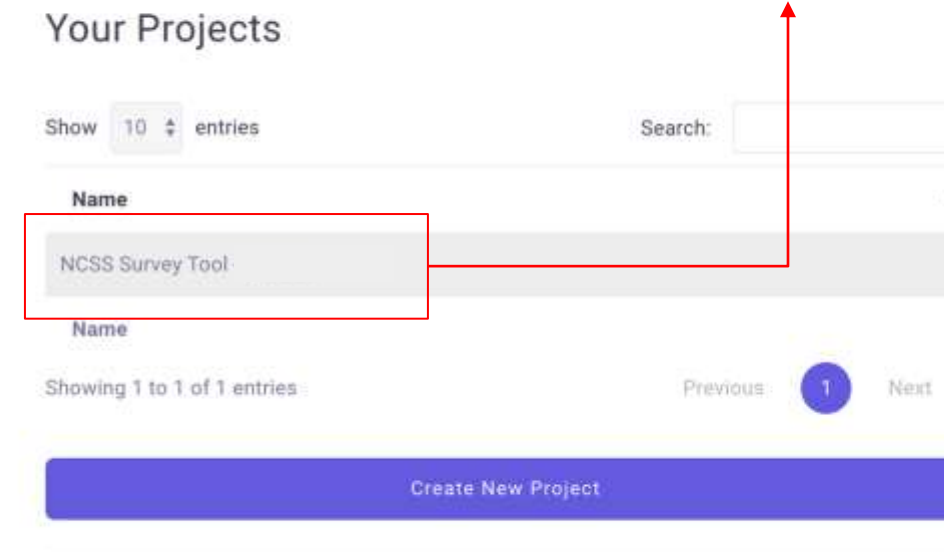 Your Projects
Show 10 entries Search:
Name
NCSS Survey Tool
Name
Showing 1 to 1 of 1 entries Previous 1 Next
Create New Project